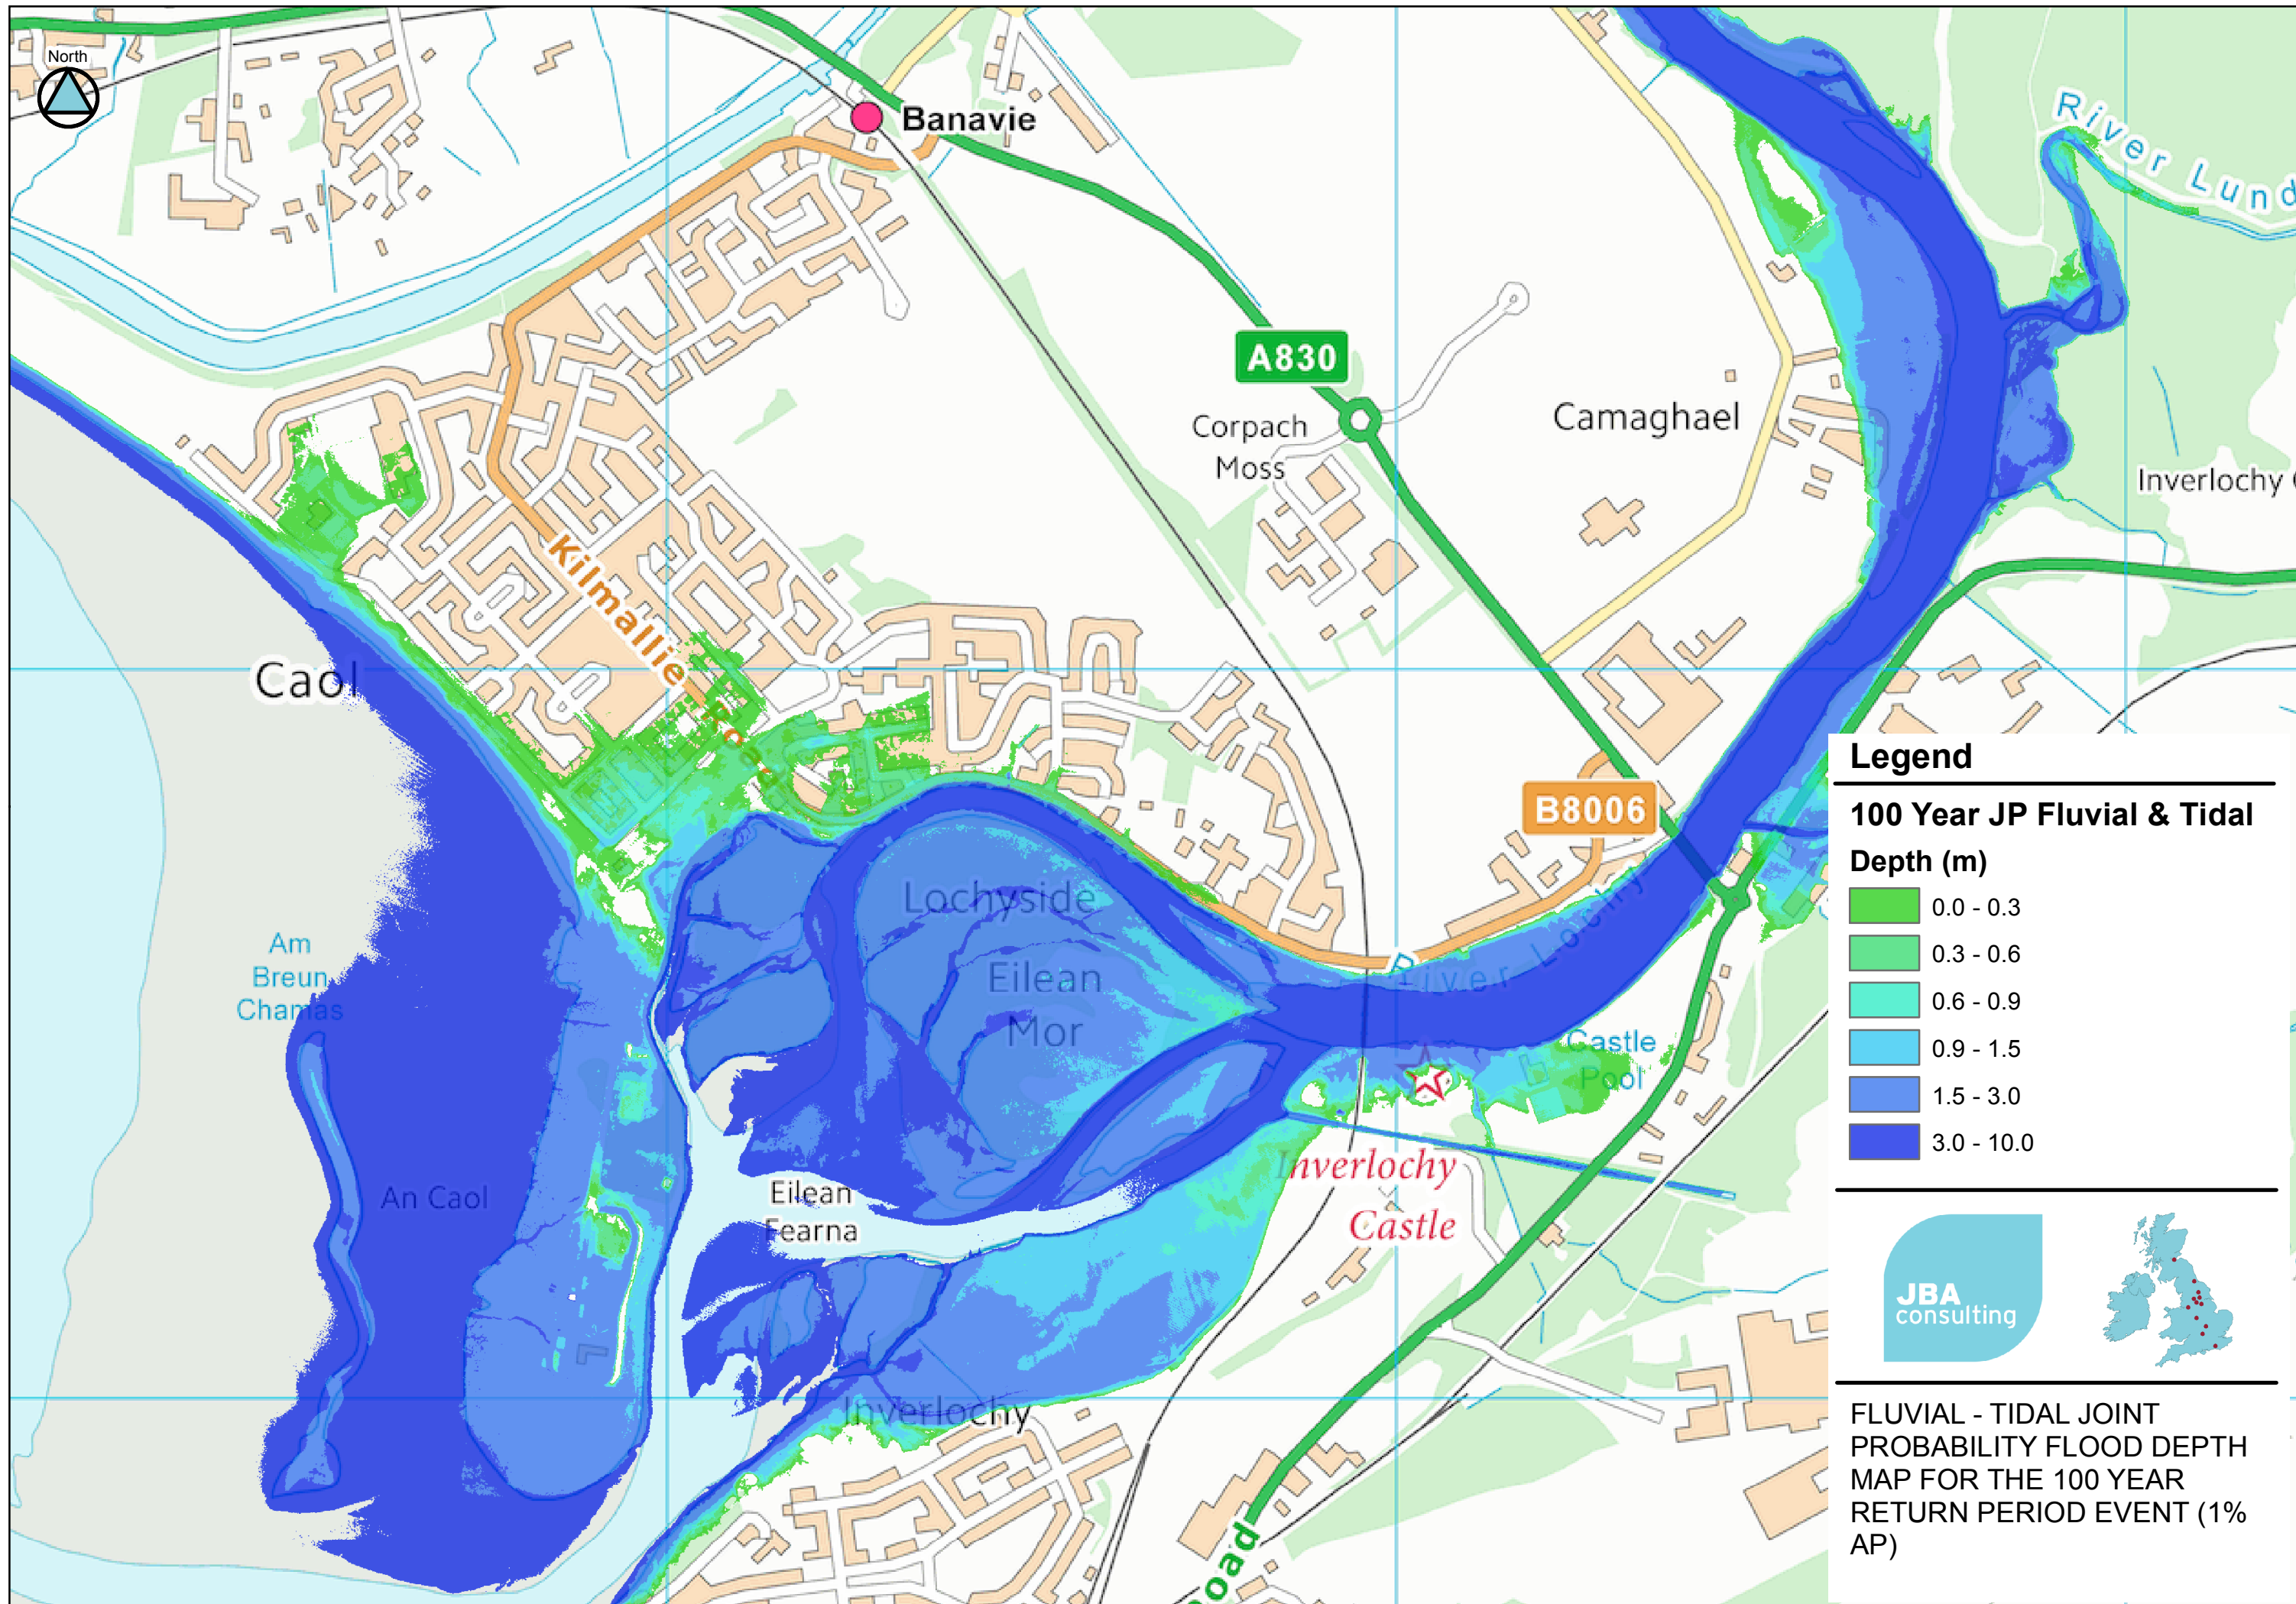 North
Banavie
River Lund
A830
Corpach
Moss
Camaghael
Inverlochy
Kilmallie Road
Caol
B8006
Lochyside
Eilean
Mor
River Lochy
Am
Breun
Chamas
Castle
Pool
An Caol
Eilean
Fearna
Inverlochy
Castle
Inverlochy
oad
Legend
100 Year JP Fluvial & Tidal
Depth (m)
0.0 - 0.3
0.3 - 0.6
0.6 - 0.9
0.9 - 1.5
1.5 - 3.0
3.0 - 10.0
JBA
consulting
FLUVIAL - TIDAL JOINT
PROBABILITY FLOOD DEPTH
MAP FOR THE 100 YEAR
RETURN PERIOD EVENT (1%
AP)